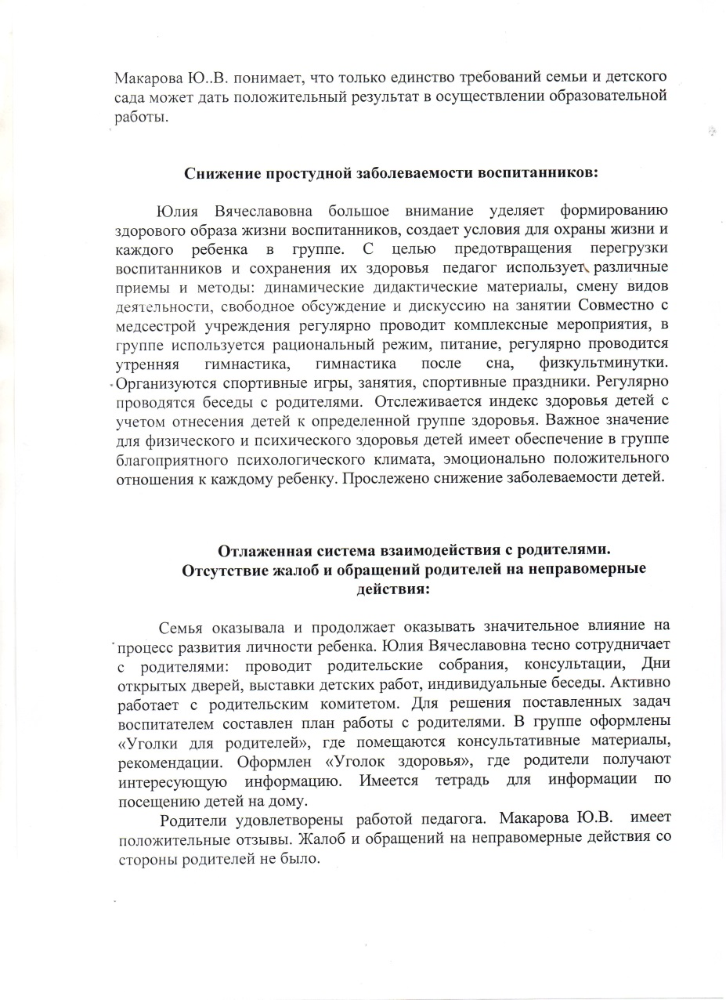 Макарова Ю..В. понимает, что только единство требований семьи и детского
сада может дать положительный результат в осуществлении образовательной
работы.
Снижение простудной заболеваемости воспитанников:
Юлия Вячеславовна большое внимание уделяет формированию
здорового образа жизни воспитанников, создает условия для охраны жизни и
каждого ребенка в группе. С целью предотвращения перегрузки
воспитанников и сохранения их здоровья педагог использует различные
приемы и методы: динамические дидактические материалы, смену видов
деятельности, свободное обсуждение и дискуссию на занятии Совместно с
медсестрой учреждения регулярно проводит комплексные мероприятия, в
группе используется рациональный режим, питание, регулярно проводится
утренняя гимнастика, гимнастика после сна, физкультминутки.
Организуются спортивные игры, занятия, спортивные праздники. Регулярно
проводятся беседы с родителями. Отслеживается индекс здоровья детей с
учетом отнесения детей к определенной группе здоровья. Важное значение
для физического и психического здоровья детей имеет обеспечение в группе
благоприятного психологического климата, эмоционально положительного
отношения к каждому ребенку. Прослежено снижение заболеваемости детей.
Отлаженная система взаимодействия с родителями.
Отсутствие жалоб и обращений родителей на неправомерные
действия:
Семья оказывала и продолжает оказывать значительное влияние на
процесс развития личности ребенка. Юлия Вячеславовна тесно сотрудничает
с родителями: проводит родительские собрания, консультации, Дни
открытых дверей, выставки детских работ, индивидуальные беседы. Активно
работает с родительским комитетом. Для решения поставленных задач
воспитателем составлен план работы с родителями. В группе оформлены
«Уголки для родителей», где помещаются консультативные материалы,
рекомендации. Оформлен «Уголок здоровья», где родители получают
интересующую информацию. Имеется тетрадь для информации по
посещению детей на дому.
Родители удовлетворены работой педагога. Макарова Ю.В. имеет
положительные отзывы. Жалоб и обращений на неправомерные действия со
стороны родителей не было.